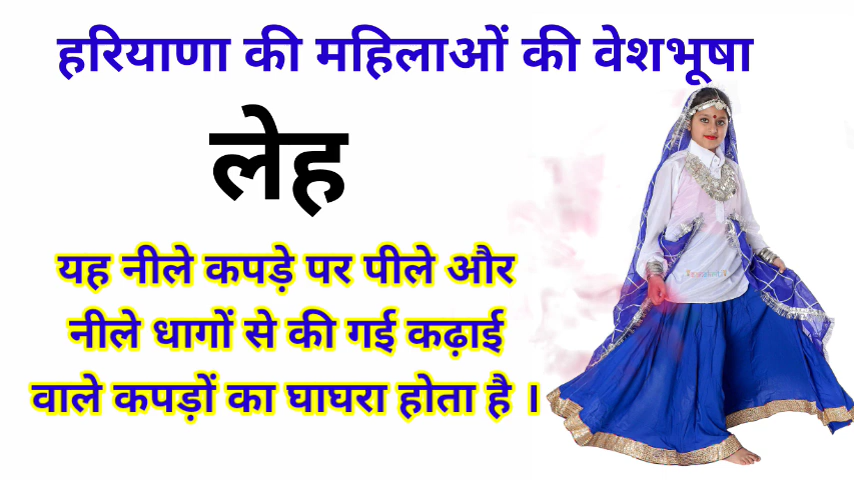 हरियाणा की महिलाओं की वेशभूषा
लेह
यह नीले कपड़े पर पीले और
नीले धागों से की गई कढ़ाई
वाले कपड़ों का घाघरा होता है ।